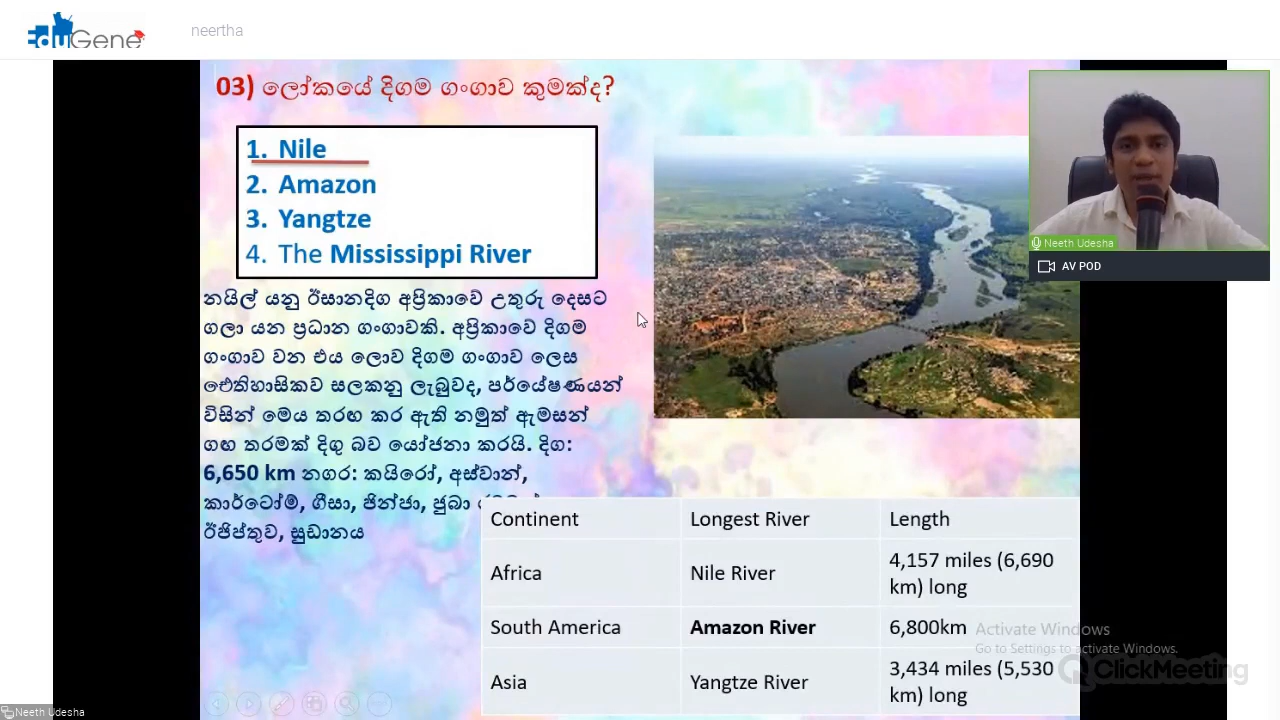 eduGene
neertha
03) ලෝකයේ දිගම ගංගාව කුමක්ද?
1. Nile
2. Amazon
3. Yangtze
4. The Mississippi River
නයිල් යනු ඊසානදිග අප්‍රිකාවේ උතුරු දෙසට
ගලා යන ප්‍රධාන ගංගාවකි. අප්‍රිකාවේ දිගම
ගංගාව වන එය ලොව දිගම ගංගාව ලෙස
ඓතිහාසිකව සලකනු ලැබුවද, පර්යේෂණයන්
විසින් මෙය තරඟ කර ඇති නමුත් ඇමසන්
ගඟ තරමක් දිගු බව යෝජනා කරයි. දිග:
6,650 km නගර: කයිරෝ, අස්වාන්,
කාර්ටෝම්, ගීසා, ජින්ජා, ජුබා
ඊජිප්තුව, සුඩානය
Continent Longest River Length
Africa Nile River 4,157 miles (6,690
km) long
South America Amazon River 6,800km
Asia Yangtze River 3,434 miles (5,530
km) long
Neeth Udesha
AV POD
Activate Windows
Go to Settings to activate Windows.
ClickMeeting
Neeth Udesha